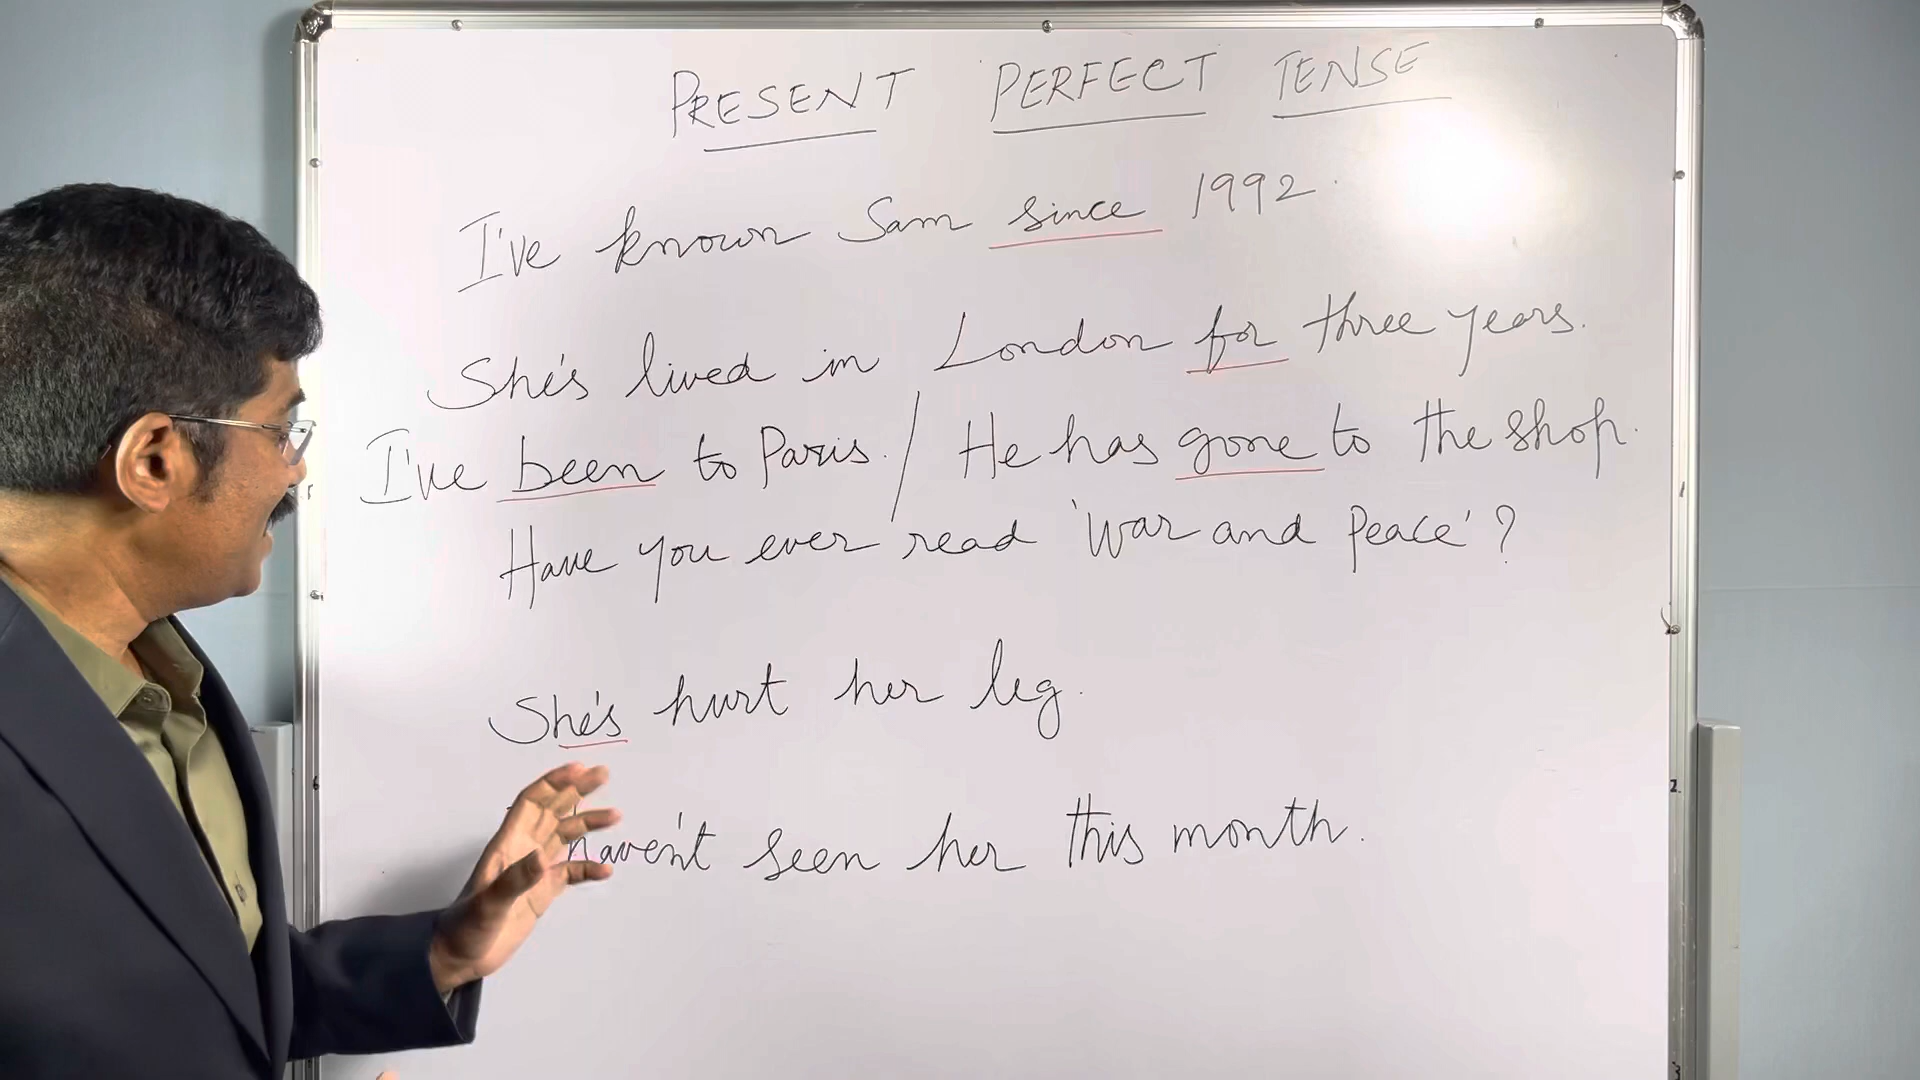 PRESENT PERFECT TENSE
I've known Sam since 1992.
She's lived in London for three years.
I've been to Paris. / He has gone to the shop.
Have you ever read 'War and Peace'?
She's hurt her leg.
haven't seen her this month.